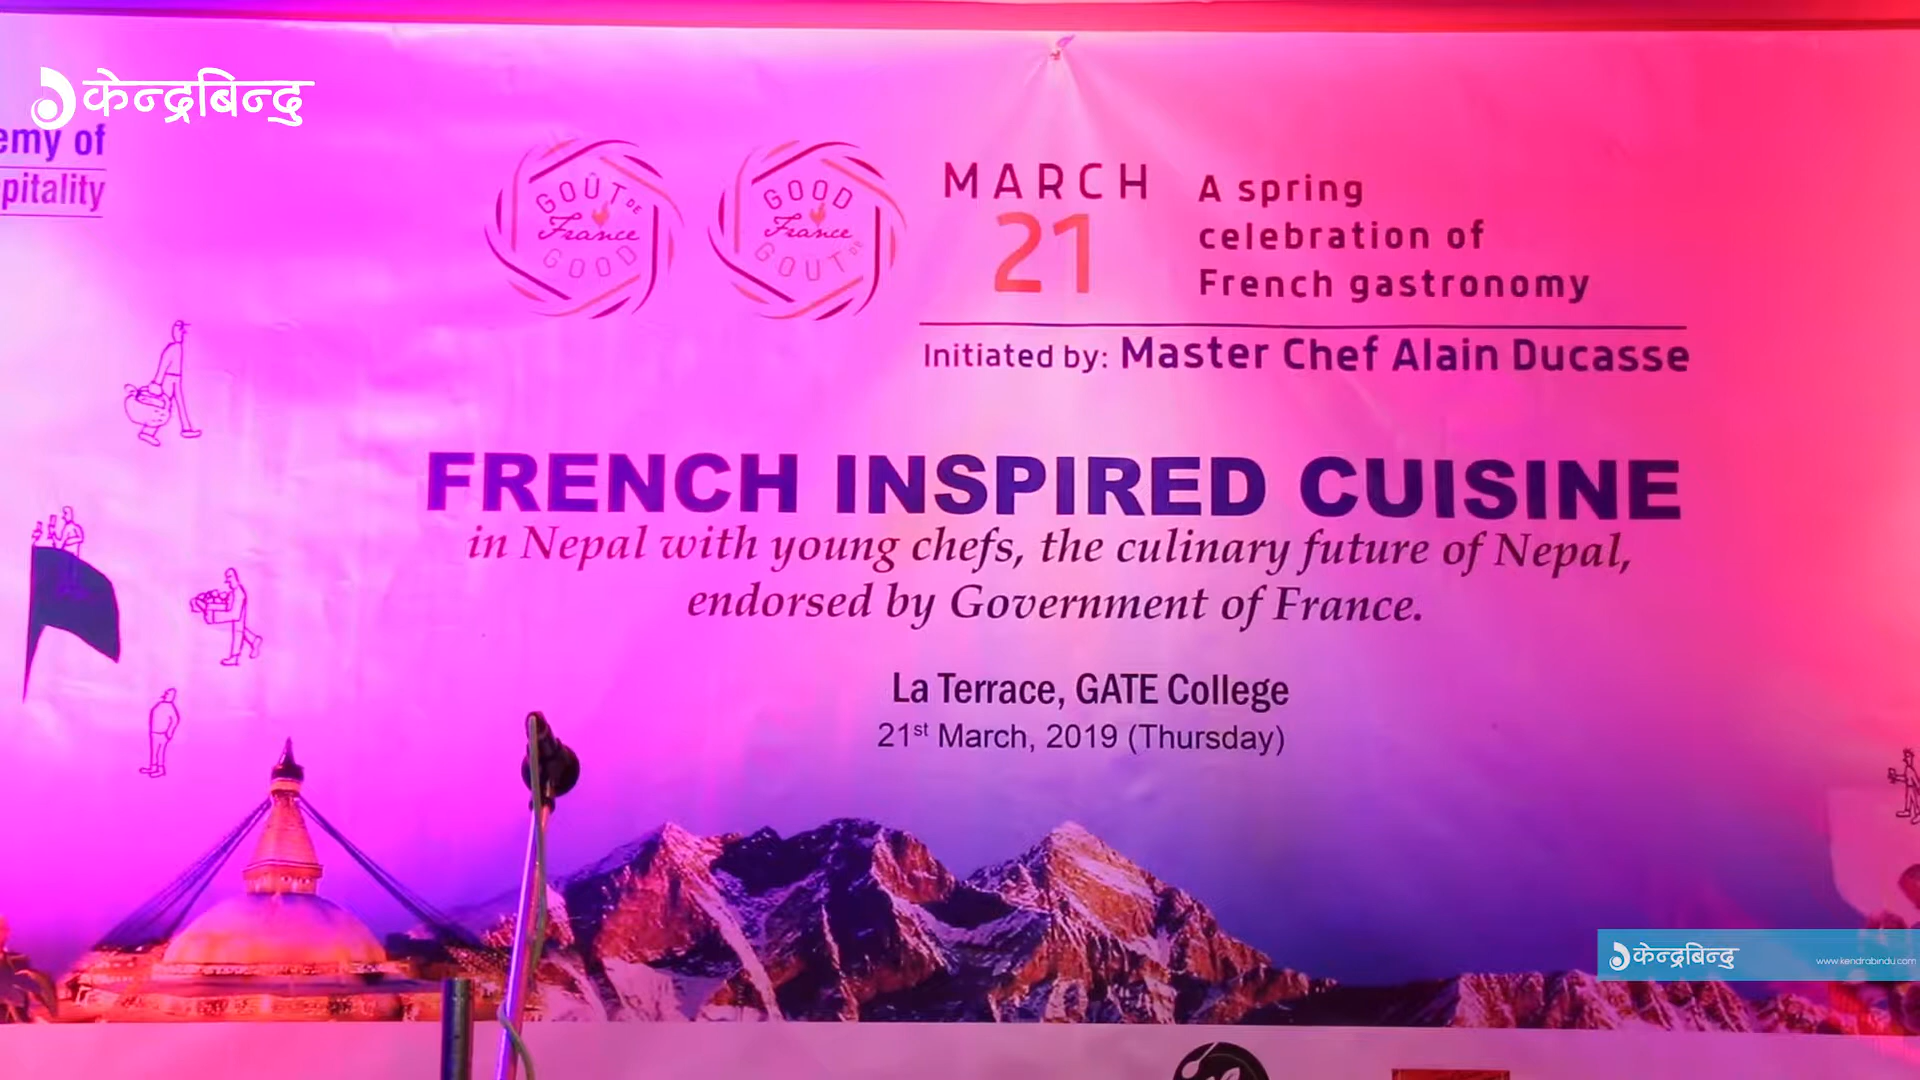 केन्द्रबिन्दु
emy of
pitality
GOÛT DE
France
GOOD
GOOD
France
GOUT DE
MARCH
21
A spring
celebration of
French gastronomy
Initiated by: Master Chef Alain Ducasse
FRENCH INSPIRED CUISINE
in Nepal with young chefs, the culinary future of Nepal,
endorsed by Government of France.
La Terrace, GATE College
21st March, 2019 (Thursday)
केन्द्रबिन्दु
www.kendrabindu.com